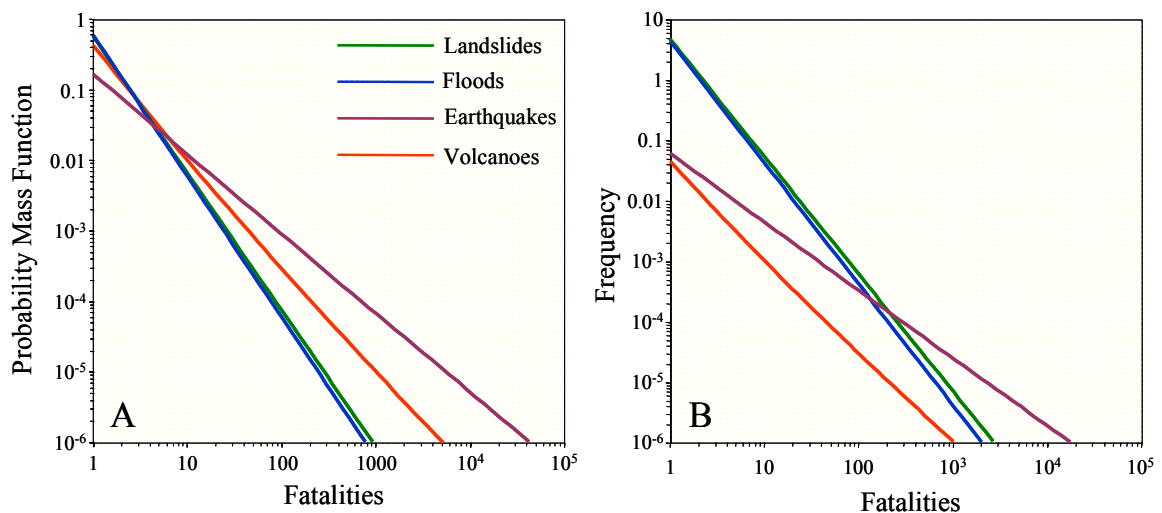 Probability Mass Function
1
0.1
0.01
10⁻³
10⁻⁴
10⁻⁵
10⁻⁶
Landslides
Floods
Earthquakes
Volcanoes
A
1 10 100 1000 10⁴ 10⁵
Fatalities
Frequency
10
1
0.1
0.01
10⁻³
10⁻⁴
10⁻⁵
10⁻⁶
B
1 10 100 10³ 10⁴ 10⁵
Fatalities